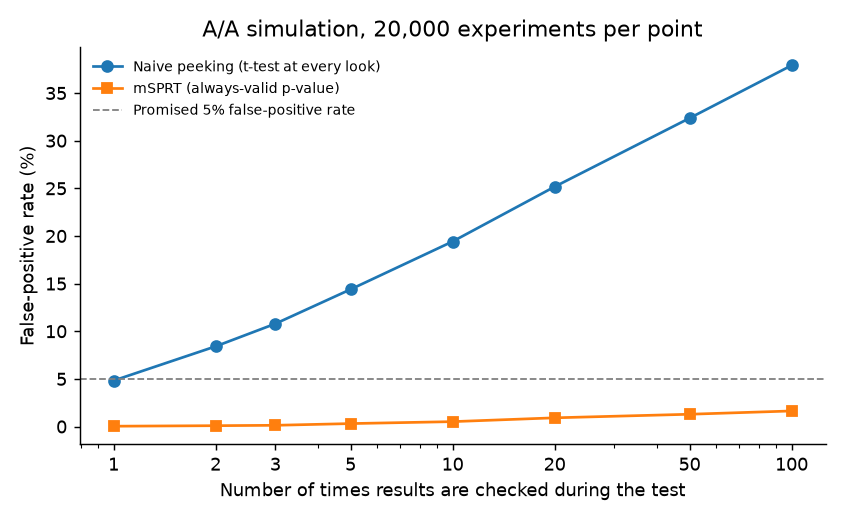 A/A simulation, 20,000 experiments per point
Naive peeking (t-test at every look)
mSPRT (always-valid p-value)
Promised 5% false-positive rate
False-positive rate (%)
35
30
25
20
15
10
5
0
1 2 3 5 10 20 50 100
Number of times results are checked during the test